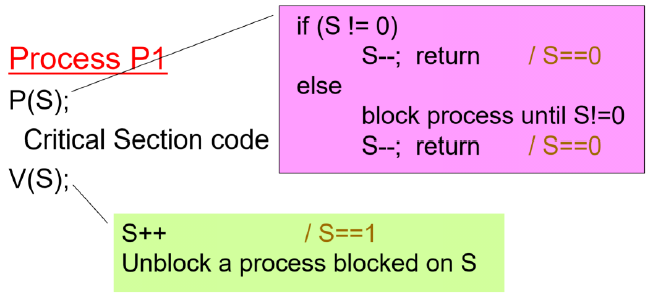 Process P1
P(S);
Critical Section code
V(S);
if (S != 0)
S--; return / S==0
else
block process until S!=0
S--; return / S==0
S++ / S==1
Unblock a process blocked on S